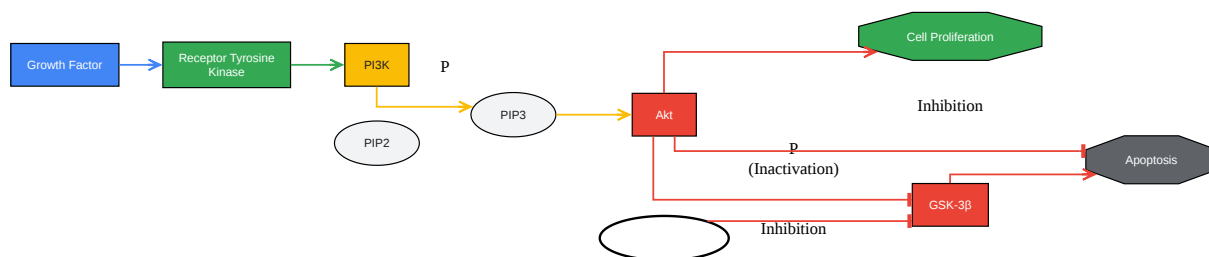 Growth Factor
Receptor Tyrosine
Kinase
PI3K
P
PIP2
PIP3
Akt
Cell Proliferation
Inhibition
P
(Inactivation)
Apoptosis
GSK-3β
Inhibition